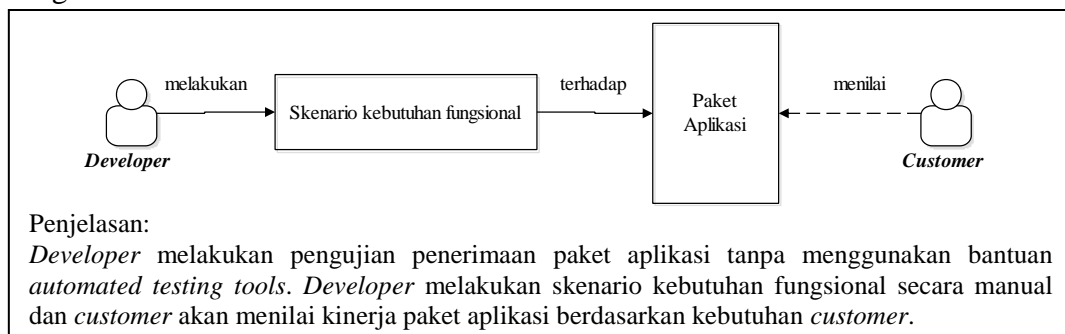 melakukan
terhadap
menilai
Skenario kebutuhan fungsional
Paket
Aplikasi
Developer
Customer
Penjelasan:
Developer melakukan pengujian penerimaan paket aplikasi tanpa menggunakan bantuan
automated testing tools. Developer melakukan skenario kebutuhan fungsional secara manual
dan customer akan menilai kinerja paket aplikasi berdasarkan kebutuhan customer.